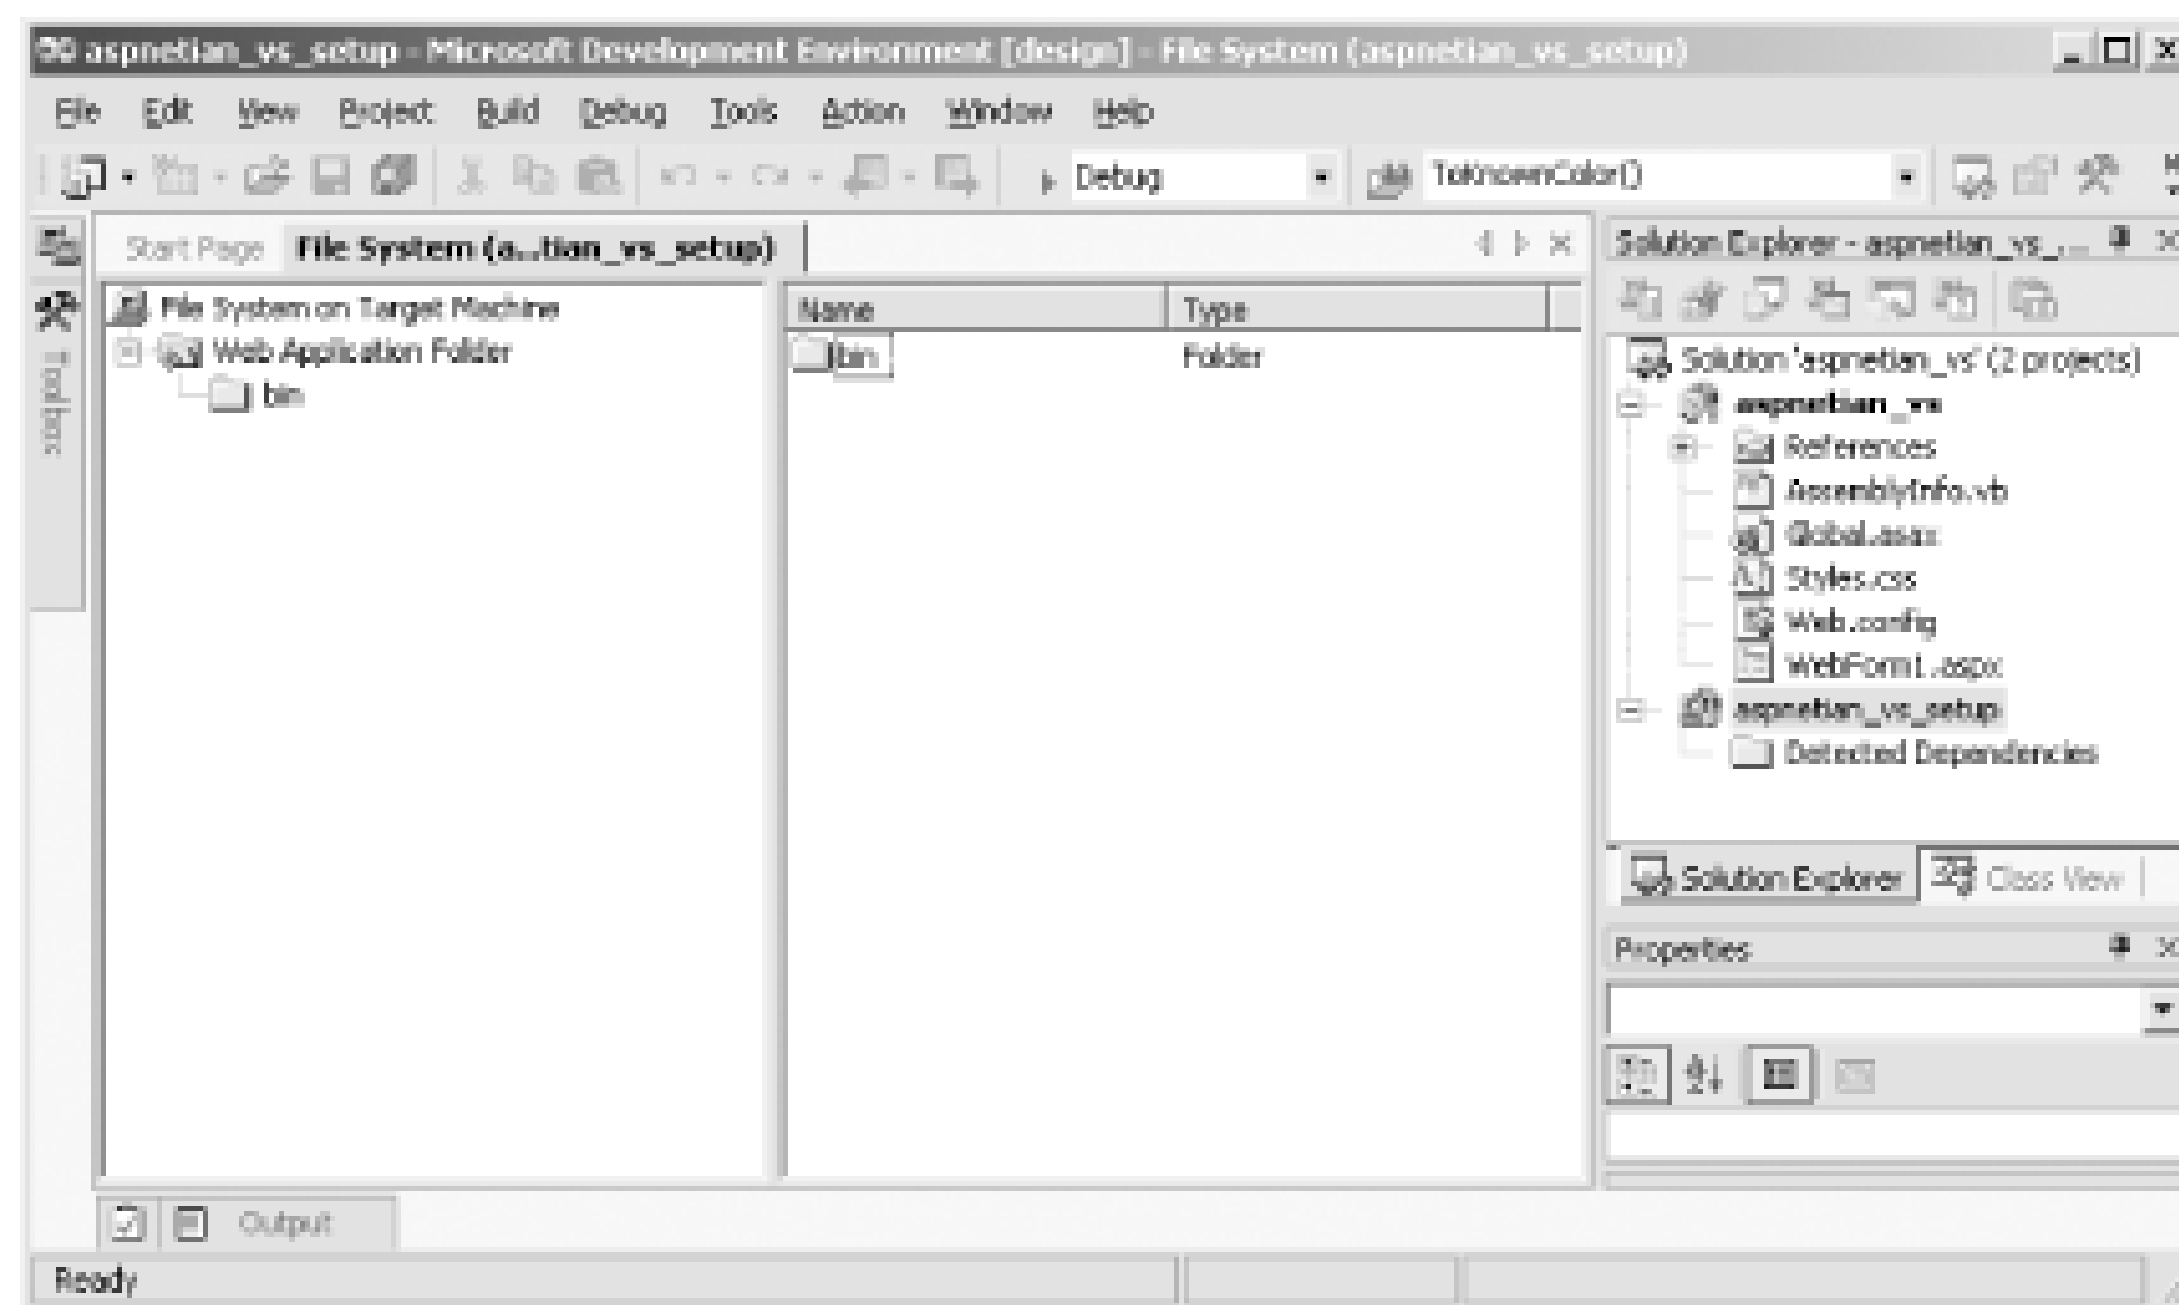 aspnetian_vs_setup - Microsoft Development Environment [design] - File System (aspnetian_vs_setup)
File Edit View Project Build Debug Tools Action Window Help
Debug ToKnownColor()
Toolbox
Start Page File System (a...tian_vs_setup)
File System on Target Machine
Web Application Folder
bin
Name Type
bin Folder
Solution Explorer - aspnetian_vs_...
Solution 'aspnetian_vs' (2 projects)
aspnetian_vs
References
AssemblyInfo.vb
Global.asax
Styles.css
Web.config
WebForm1.aspx
aspnetian_vs_setup
Detected Dependencies
Solution Explorer Class View
Properties
Output
Ready